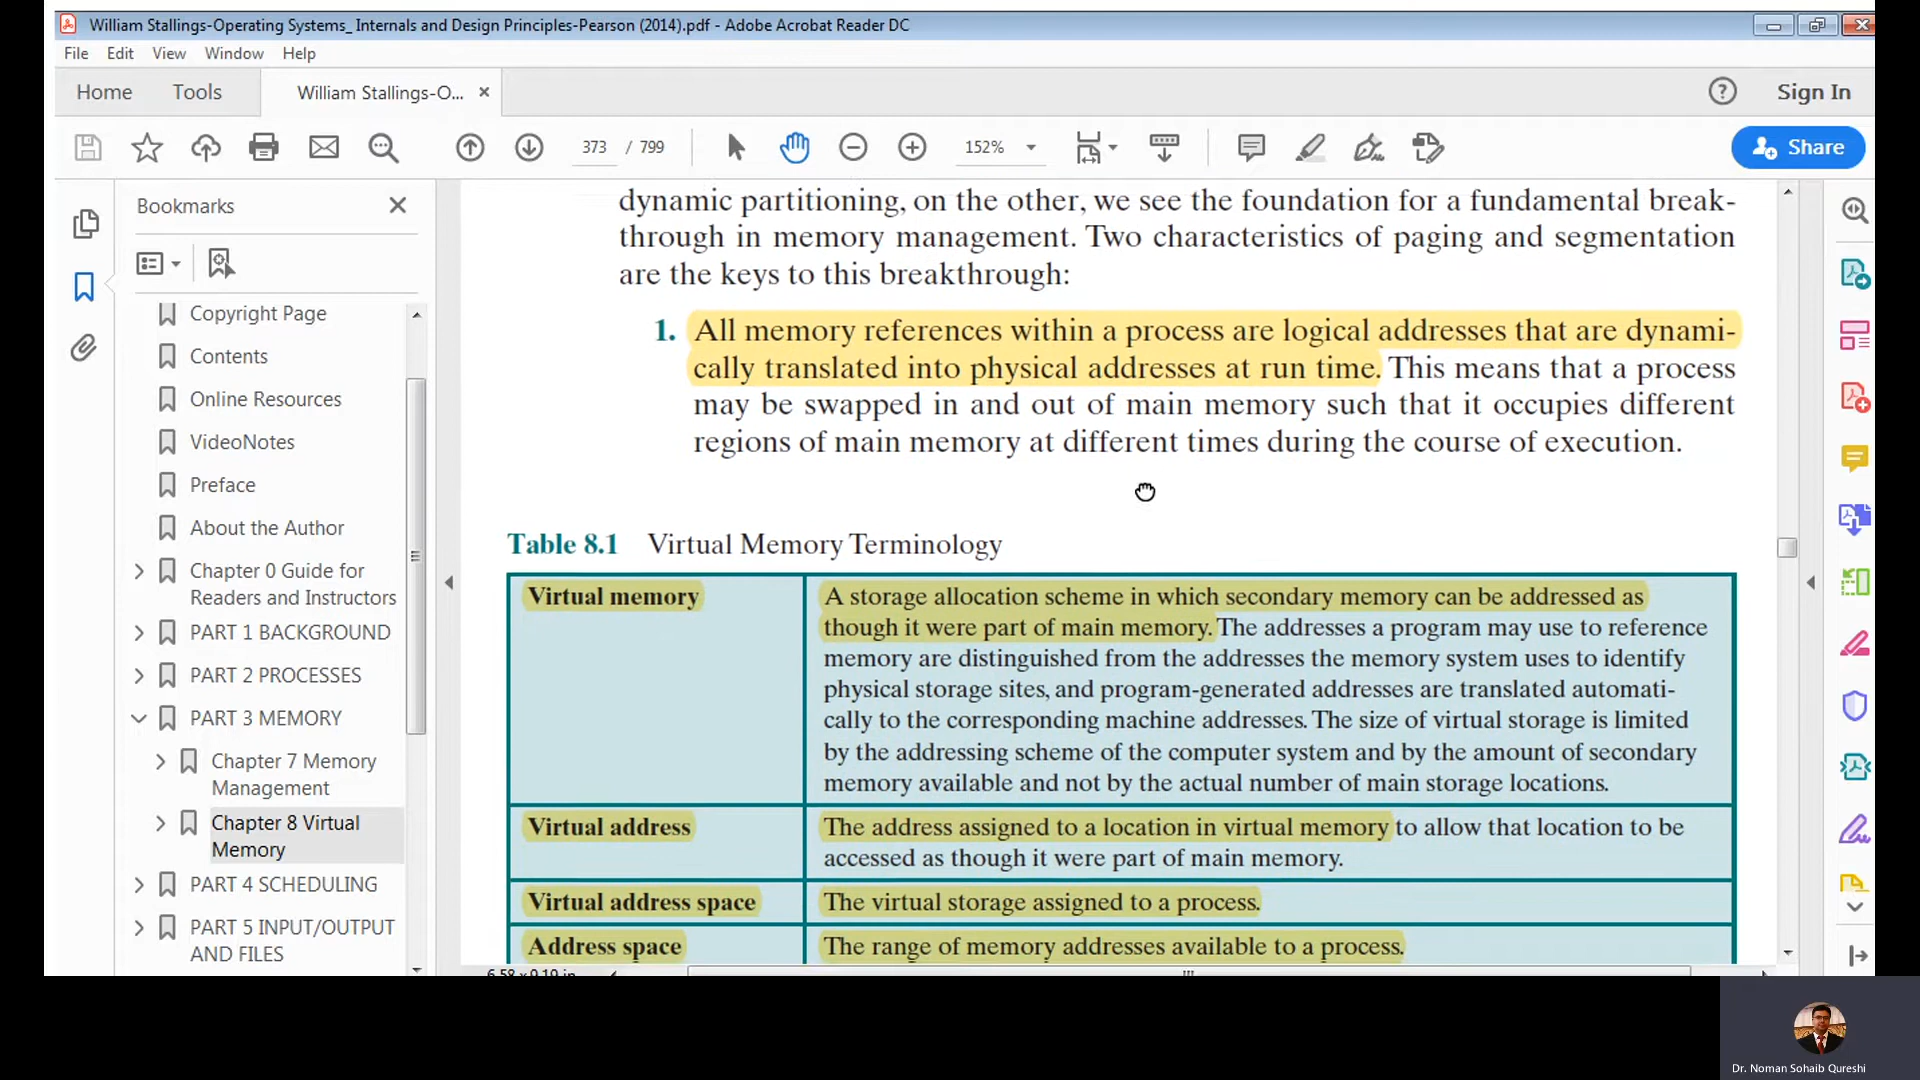 William Stallings-Operating Systems_ Internals and Design Principles-Pearson (2014).pdf - Adobe Acrobat Reader DC
File Edit View Window Help
Home Tools William Stallings-O... × Sign In
373 / 799 152% Share
Bookmarks
Copyright Page
Contents
Online Resources
VideoNotes
Preface
About the Author
Chapter 0 Guide for
Readers and Instructors
PART 1 BACKGROUND
PART 2 PROCESSES
PART 3 MEMORY
Chapter 7 Memory
Management
Chapter 8 Virtual
Memory
PART 4 SCHEDULING
PART 5 INPUT/OUTPUT
AND FILES
dynamic partitioning, on the other, we see the foundation for a fundamental break-
through in memory management. Two characteristics of paging and segmentation
are the keys to this breakthrough:
1. All memory references within a process are logical addresses that are dynami-
cally translated into physical addresses at run time. This means that a process
may be swapped in and out of main memory such that it occupies different
regions of main memory at different times during the course of execution.
Table 8.1 Virtual Memory Terminology
Virtual memory A storage allocation scheme in which secondary memory can be addressed as
though it were part of main memory. The addresses a program may use to reference
memory are distinguished from the addresses the memory system uses to identify
physical storage sites, and program-generated addresses are translated automati-
cally to the corresponding machine addresses. The size of virtual storage is limited
by the addressing scheme of the computer system and by the amount of secondary
memory available and not by the actual number of main storage locations.
Virtual address The address assigned to a location in virtual memory to allow that location to be
accessed as though it were part of main memory.
Virtual address space The virtual storage assigned to a process.
Address space The range of memory addresses available to a process.
6.58 x 9.19 in
Dr. Noman Sohaib Qureshi